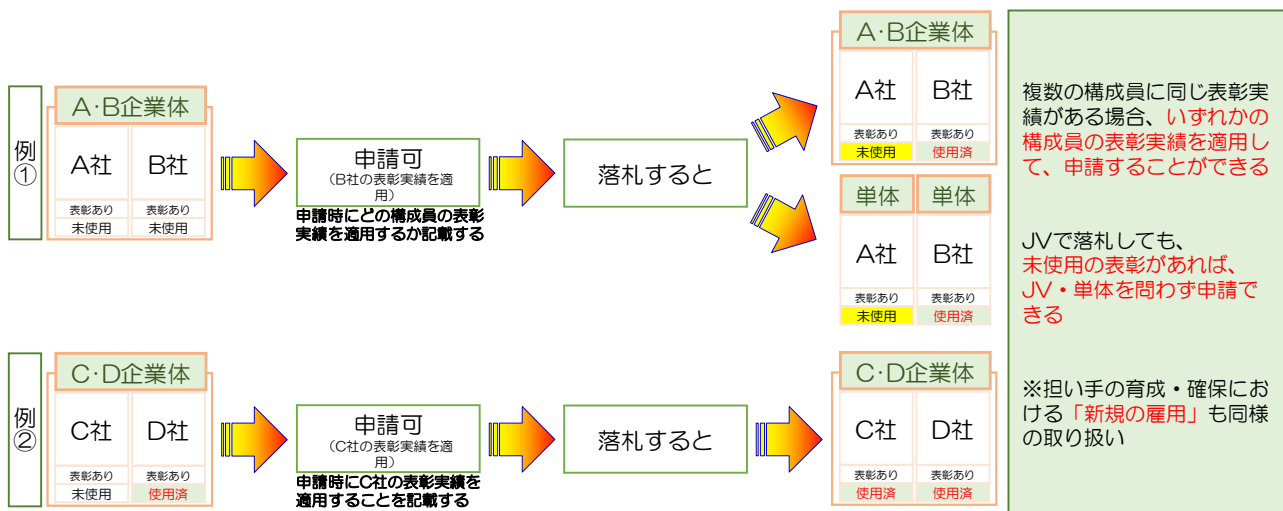 例
①
A・B企業体
A社 B社
表彰あり 表彰あり
未使用 未使用
申請可
（B社の表彰実績を適
用）
申請時にどの構成員の表彰
実績を適用するか記載する
落札すると
A・B企業体
A社 B社
表彰あり 表彰あり
未使用 使用済
単体 単体
A社 B社
表彰あり 表彰あり
未使用 使用済
例
②
C・D企業体
C社 D社
表彰あり 表彰あり
未使用 使用済
申請可
（C社の表彰実績を適
用）
申請時にC社の表彰実績を
適用することを記載する
落札すると
C・D企業体
C社 D社
表彰あり 表彰あり
使用済 使用済
複数の構成員に同じ表彰実
績がある場合、いずれかの
構成員の表彰実績を適用し
て、申請することができる
JVで落札しても、
未使用の表彰があれば、
JV・単体を問わず申請で
きる
※担い手の育成・確保にお
ける「新規の雇用」も同様
の取り扱い